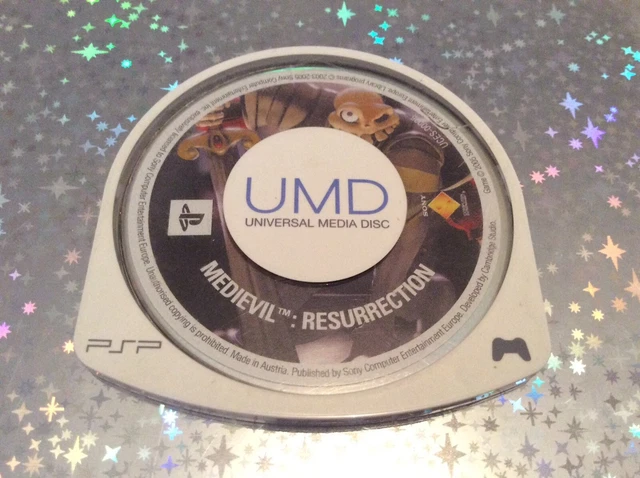 UMD
UNIVERSAL MEDIA DISC
MEDIEVIL™: RESURRECTION
SONY
PSP
Unauthorised copying is prohibited. Made in Austria. Published by Sony Computer Entertainment Europe. Developed by Cambridge Studio.